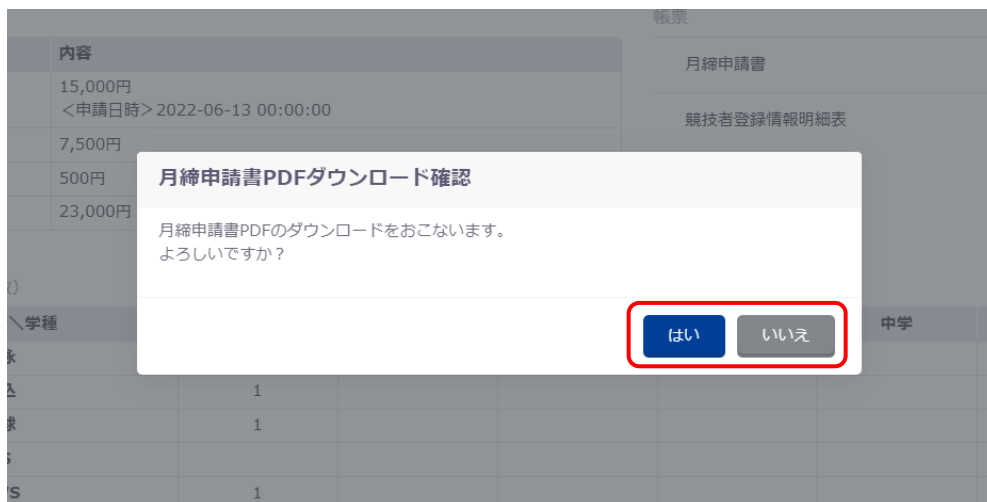 帳票
内容
月締申請書
15,000円
<申請日時>2022-06-13 00:00:00
競技者登録情報明細表
7,500円
500円
23,000円
月締申請書PDFダウンロード確認
月締申請書PDFのダウンロードをおこないます。
よろしいですか？
はい
いいえ
＼学種
中学
1
1
S
1